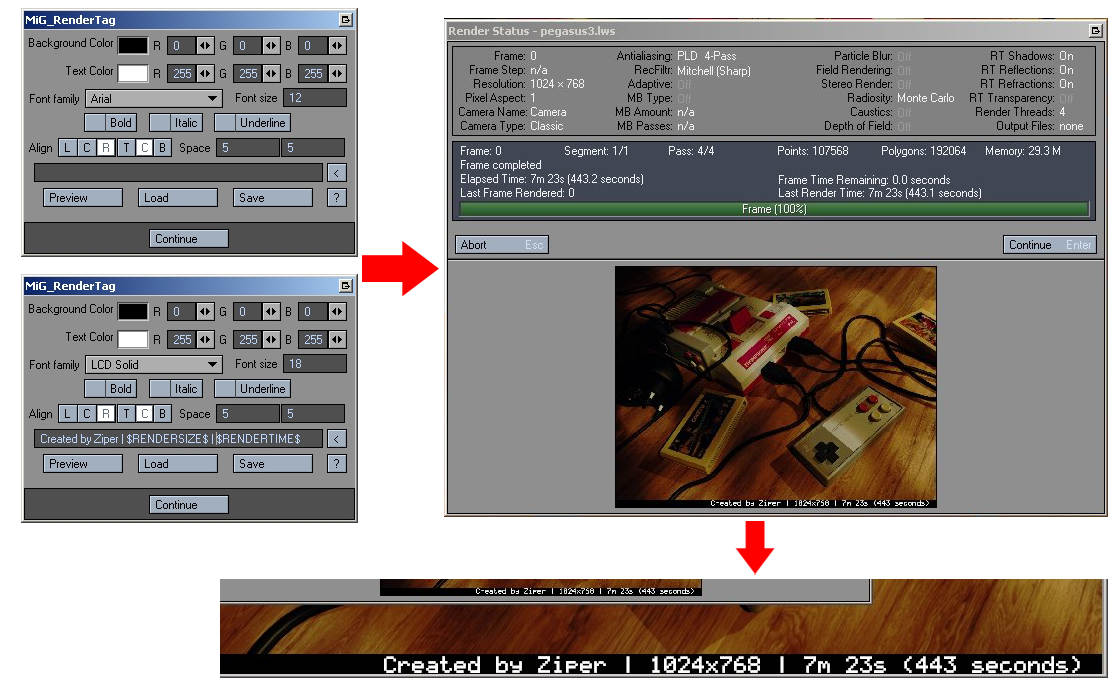 MiG_RenderTag
Background Color R 0 G 0 B 0
Text Color R 255 G 255 B 255
Font family Arial Font size 12
Bold Italic Underline
Align L C R T C B Space 5 5
<
Preview Load Save ?
Continue
MiG_RenderTag
Background Color R 0 G 0 B 0
Text Color R 255 G 255 B 255
Font family LCD Solid Font size 18
Bold Italic Underline
Align L C R T C B Space 5 5
Created by Ziper | $RENDERSIZE$ | $RENDERTIME$ <
Preview Load Save ?
Continue
Render Status - pegasus3.lws
Frame: 0 Antialiasing: PLD 4-Pass Particle Blur: Off RT Shadows: On
Frame Step: n/a RecFiltr: Mitchell (Sharp) Field Rendering: Off RT Reflections: On
Resolution: 1024 × 768 Adaptive: Off Stereo Render: Off RT Refractions: On
Pixel Aspect: 1 MB Type: Off Radiosity: Monte Carlo RT Transparency: Off
Camera Name: Camera MB Amount: n/a Caustics: Off Render Threads: 4
Camera Type: Classic MB Passes: n/a Depth of Field: Off Output Files: none
Frame: 0 Segment: 1/1 Pass: 4/4 Points: 107568 Polygons: 192064 Memory: 29.3 M
Frame completed
Elapsed Time: 7m 23s (443.2 seconds) Frame Time Remaining: 0.0 seconds
Last Frame Rendered: 0 Last Render Time: 7m 23s (443.1 seconds)
Frame (100%)
Abort Esc Continue Enter
Created by Ziper | 1024x768 | 7m 23s (443 seconds)
Created by Ziper | 1024x768 | 7m 23s (443 seconds)
Created by Ziper | 1024x768 | 7m 23s (443 seconds)